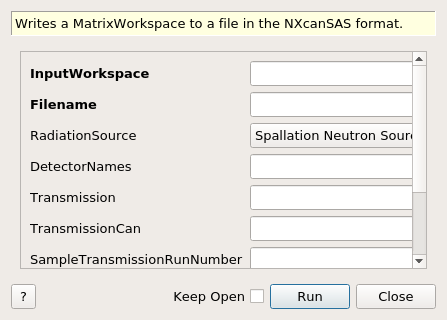 Writes a MatrixWorkspace to a file in the NXcanSAS format.
InputWorkspace
Filename
RadiationSource
Spallation Neutron Sour
DetectorNames
Transmission
TransmissionCan
SampleTransmissionRunNumber
?
Keep Open
Run
Close